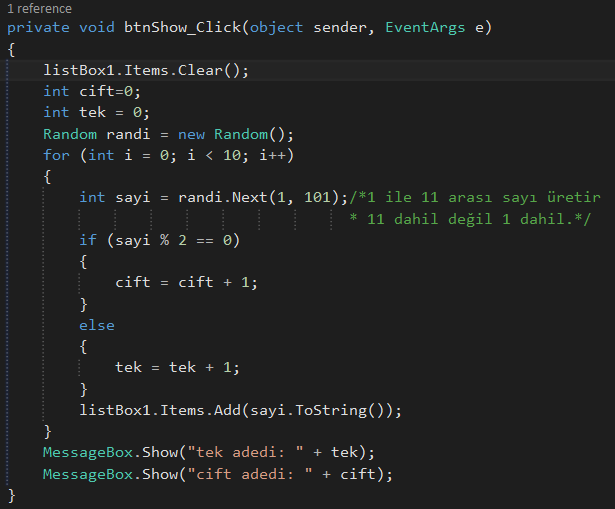 1 reference
private void btnShow_Click(object sender, EventArgs e)
{
listBox1.Items.Clear();
int cift=0;
int tek = 0;
Random randi = new Random();
for (int i = 0; i < 10; i++)
{
int sayi = randi.Next(1, 101);/*1 ile 11 arası sayı üretir
* 11 dahil değil 1 dahil.*/
if (sayi % 2 == 0)
{
cift = cift + 1;
}
else
{
tek = tek + 1;
}
listBox1.Items.Add(sayi.ToString());
}
MessageBox.Show("tek adedi: " + tek);
MessageBox.Show("cift adedi: " + cift);
}